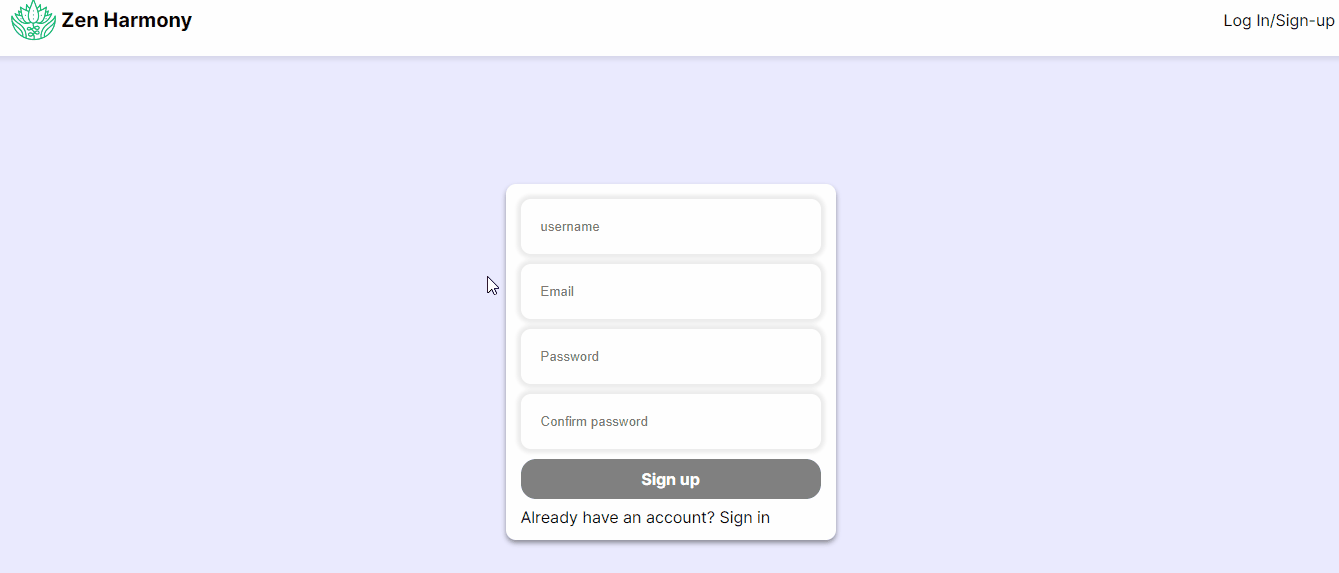 Zen Harmony
Log In/Sign-up
username
Email
Password
Confirm password
Sign up
Already have an account? Sign in